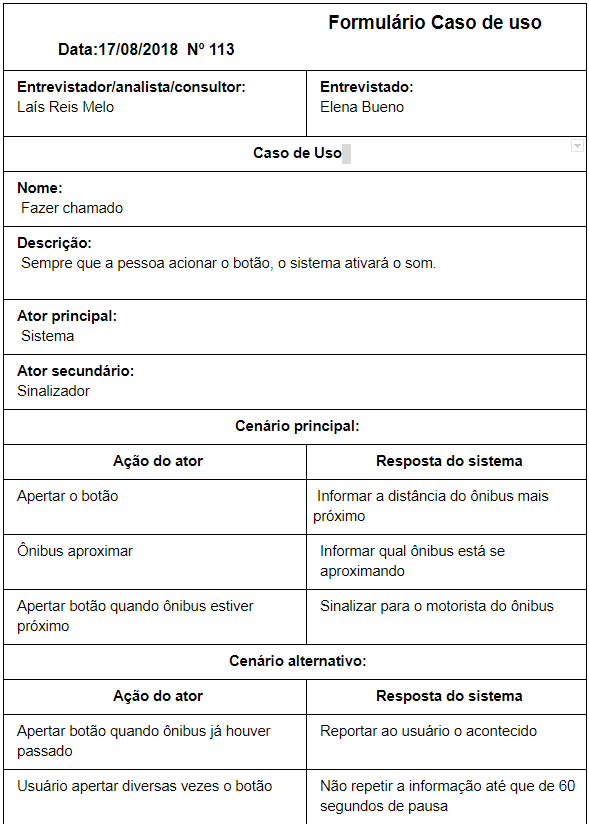 Formulário Caso de uso
Data:17/08/2018 Nº 113
Entrevistador/analista/consultor:
Laís Reis Melo
Entrevistado:
Elena Bueno
Caso de Uso
Nome:
Fazer chamado
Descrição:
Sempre que a pessoa acionar o botão, o sistema ativará o som.
Ator principal:
Sistema
Ator secundário:
Sinalizador
Cenário principal:
Ação do ator
Resposta do sistema
Apertar o botão
Informar a distância do ônibus mais
próximo
Ônibus aproximar
Informar qual ônibus está se
aproximando
Apertar botão quando ônibus estiver
próximo
Sinalizar para o motorista do ônibus
Cenário alternativo:
Ação do ator
Resposta do sistema
Apertar botão quando ônibus já houver
passado
Reportar ao usuário o acontecido
Usuário apertar diversas vezes o botão
Não repetir a informação até que de 60
segundos de pausa